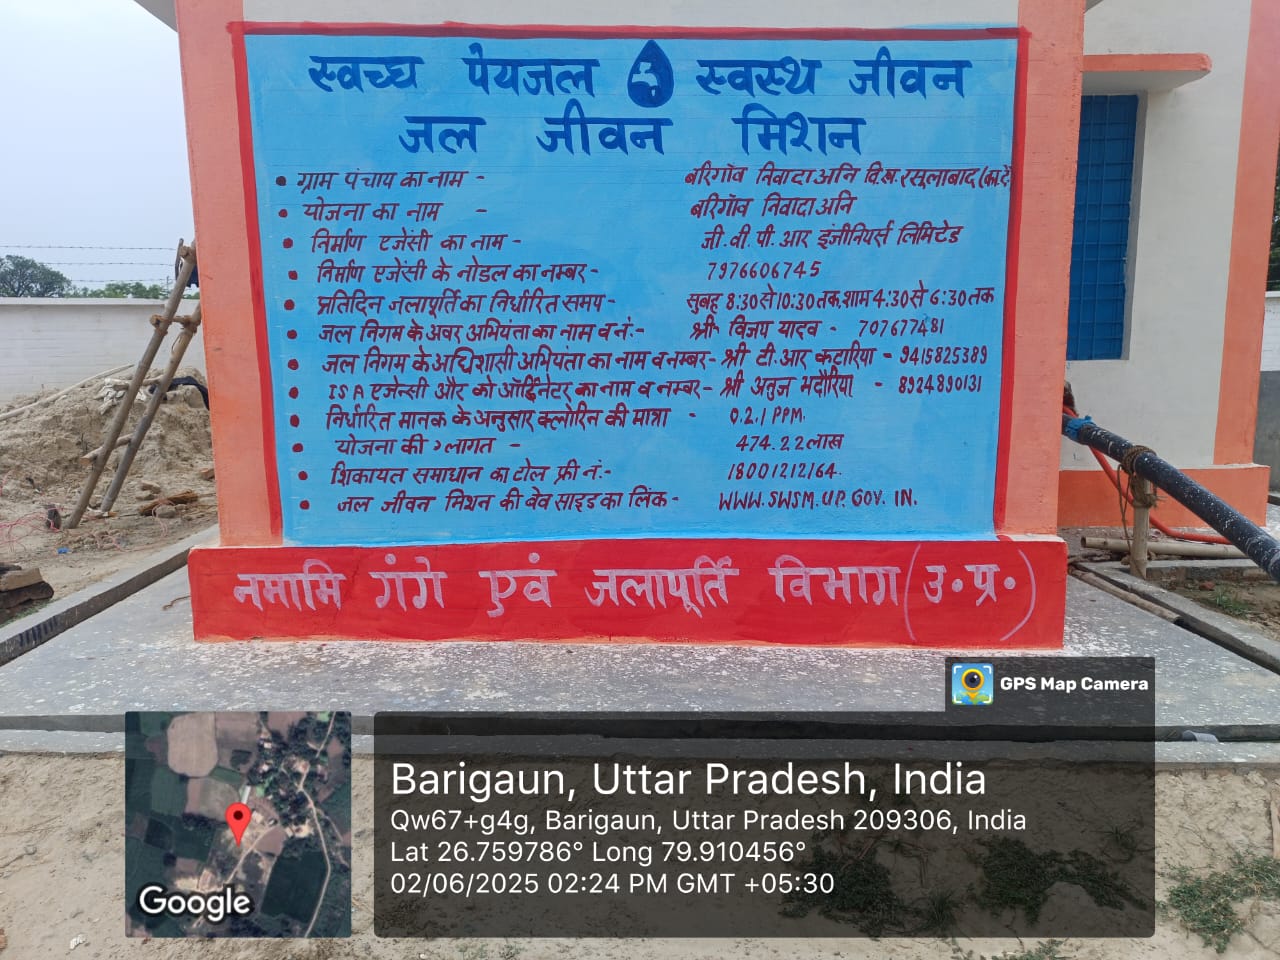 स्वच्छ पेयजल स्वस्थ जीवन
जल जीवन मिशन
• ग्राम पंचाय का नाम - बरिगॉव निवादा अनि वि.ख. रसूलाबाद (का.दे)
• योजना का नाम - बरिगॉव निवादा अनि
• निर्माण एजेंसी का नाम - जी.वी.पी.आर इंजीनियर्स लिमिटेड
• निर्माण एजेंसी के नोडल का नम्बर - 7976606745
• प्रतिदिन जलापूर्ति का निर्धारित समय - सुबह 8:30 से 10:30 तक शाम 4:30 से 6:30 तक
• जल निगम के अवर अभियंता का नाम व नं:- श्री विजय यादव - 707677481
• जल निगम के अधिशासी अभियंता का नाम व नम्बर- श्री टी.आर कटारिया - 9415825389
• ISA एजेन्सी और को ऑर्डिनेटर का नाम व नम्बर- श्री अतुज भदौरिया - 8924890131
• निर्धारित मानक के अनुसार क्लोरिन की मात्रा - 0.2.1 PPM.
• योजना की लागत - 474.22 लाख
• शिकायत समाधान का टोल फ्री नं:- 18001212164.
• जल जीवन मिशन की वेव साइड का लिंक - WWW.SWSM.UP.GOV.IN.
नमामि गंगे एवं जलापूर्ति विभाग (उ.प्र.)
GPS Map Camera
Barigaun, Uttar Pradesh, India
Qw67+g4g, Barigaun, Uttar Pradesh 209306, India
Lat 26.759786° Long 79.910456°
02/06/2025 02:24 PM GMT +05:30
Google